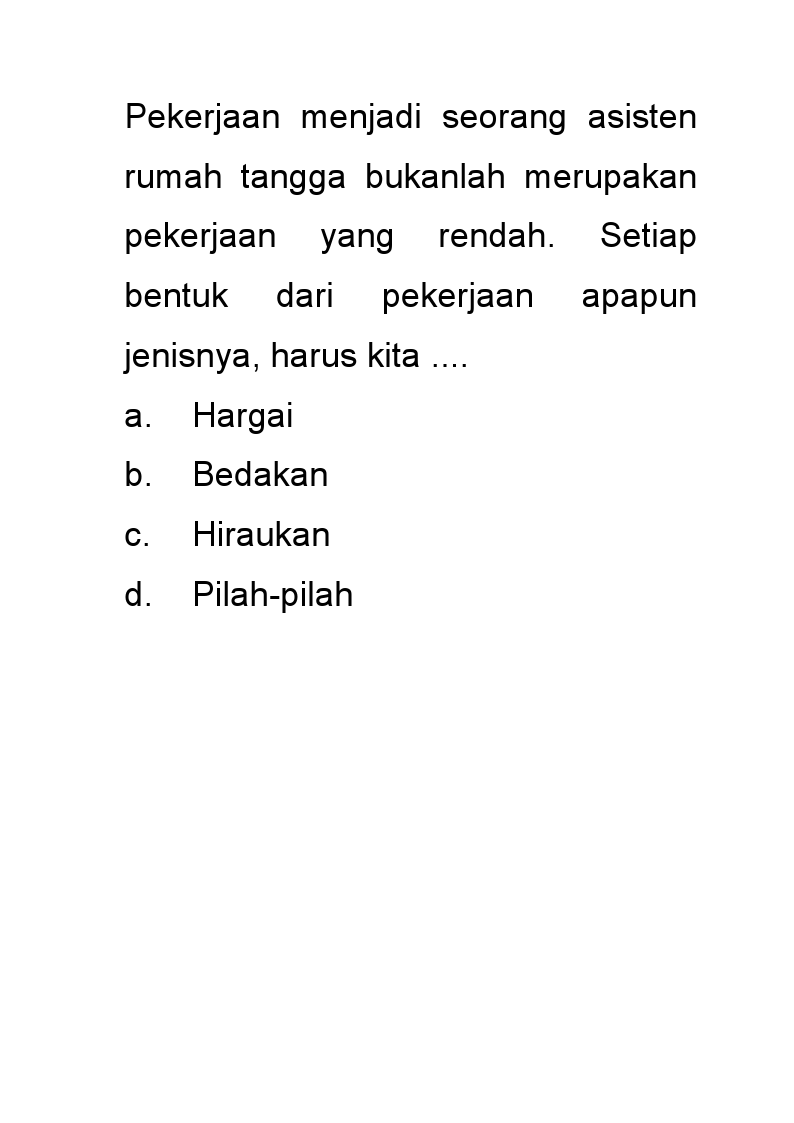 Pekerjaan menjadi seorang asisten
rumah tangga bukanlah merupakan
pekerjaan yang rendah. Setiap
bentuk dari pekerjaan apapun
jenisnya, harus kita ....
a. Hargai
b. Bedakan
c. Hiraukan
d. Pilah-pilah